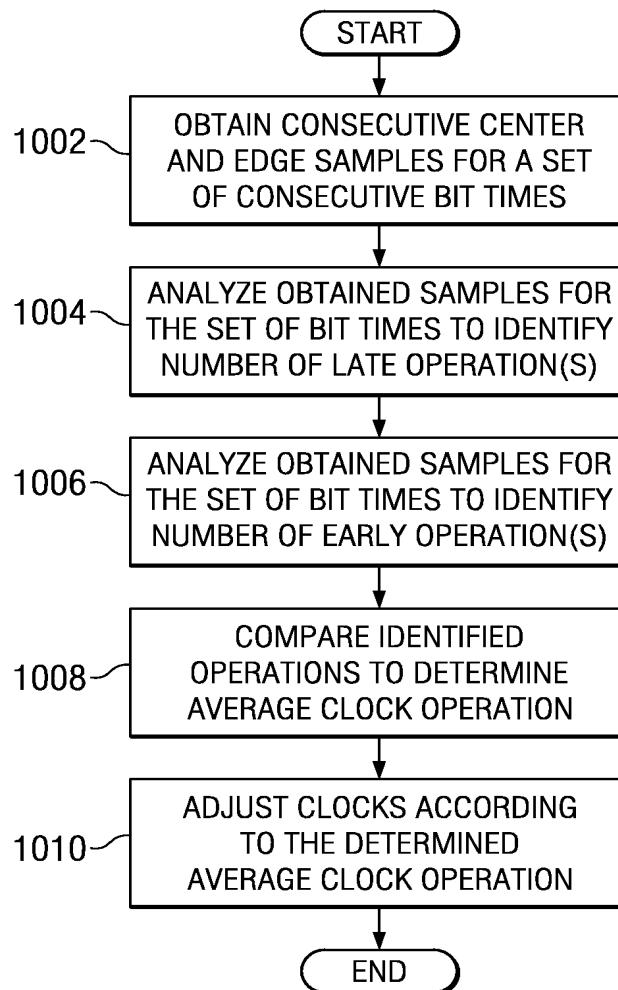 START
1002
OBTAIN CONSECUTIVE CENTER
AND EDGE SAMPLES FOR A SET
OF CONSECUTIVE BIT TIMES
1004
ANALYZE OBTAINED SAMPLES FOR
THE SET OF BIT TIMES TO IDENTIFY
NUMBER OF LATE OPERATION(S)
1006
ANALYZE OBTAINED SAMPLES FOR
THE SET OF BIT TIMES TO IDENTIFY
NUMBER OF EARLY OPERATION(S)
1008
COMPARE IDENTIFIED
OPERATIONS TO DETERMINE
AVERAGE CLOCK OPERATION
1010
ADJUST CLOCKS ACCORDING
TO THE DETERMINED
AVERAGE CLOCK OPERATION
END